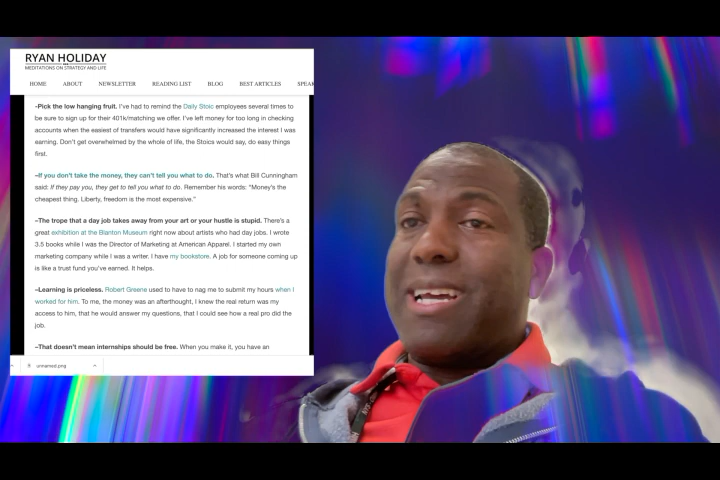 RYAN HOLIDAY
MEDITATIONS ON STRATEGY AND LIFE
HOME ABOUT NEWSLETTER READING LIST BLOG BEST ARTICLES SPEAK
–Pick the low hanging fruit. I've had to remind the Daily Stoic employees several times to
be sure to sign up for their 401k/matching we offer. I've left money for too long in checking
accounts when the easiest of transfers would have significantly increased the interest I was
earning. Don't get overwhelmed by the whole of life, the Stoics would say, do easy things
first.
–If you don't take the money, they can't tell you what to do. That's what Bill Cunningham
said. If they pay you, they get to tell you what to do. Remember his words: "Money's the
cheapest thing. Liberty, freedom is the most expensive."
–The trope that a day job takes away from your art or your hustle is stupid. There's a
great exhibition at the Blanton Museum right now about artists who had day jobs. I wrote
3.5 books while I was the Director of Marketing at American Apparel. I started my own
marketing company while I was a writer. I have my bookstore. A job for someone coming up
is like a trust fund you've earned. It helps.
–Learning is priceless. Robert Greene used to have to nag me to submit my hours when I
worked for him. To me, the money was an afterthought, I knew the real return was my
access to him, that he would answer my questions, that I could see how a real pro did the
job.
–That doesn't mean internships should be free. When you make it, you have an
unnamed.png